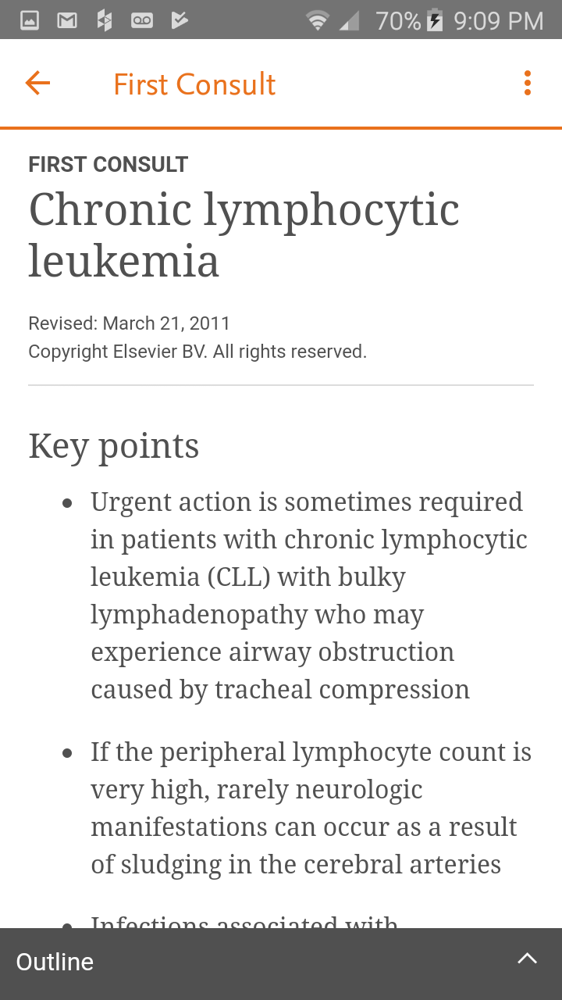 70% 9:09 PM
First Consult
FIRST CONSULT
Chronic lymphocytic
leukemia
Revised: March 21, 2011
Copyright Elsevier BV. All rights reserved.
Key points
• Urgent action is sometimes required
in patients with chronic lymphocytic
leukemia (CLL) with bulky
lymphadenopathy who may
experience airway obstruction
caused by tracheal compression
• If the peripheral lymphocyte count is
very high, rarely neurologic
manifestations can occur as a result
of sludging in the cerebral arteries
• Infections associated with
Outline